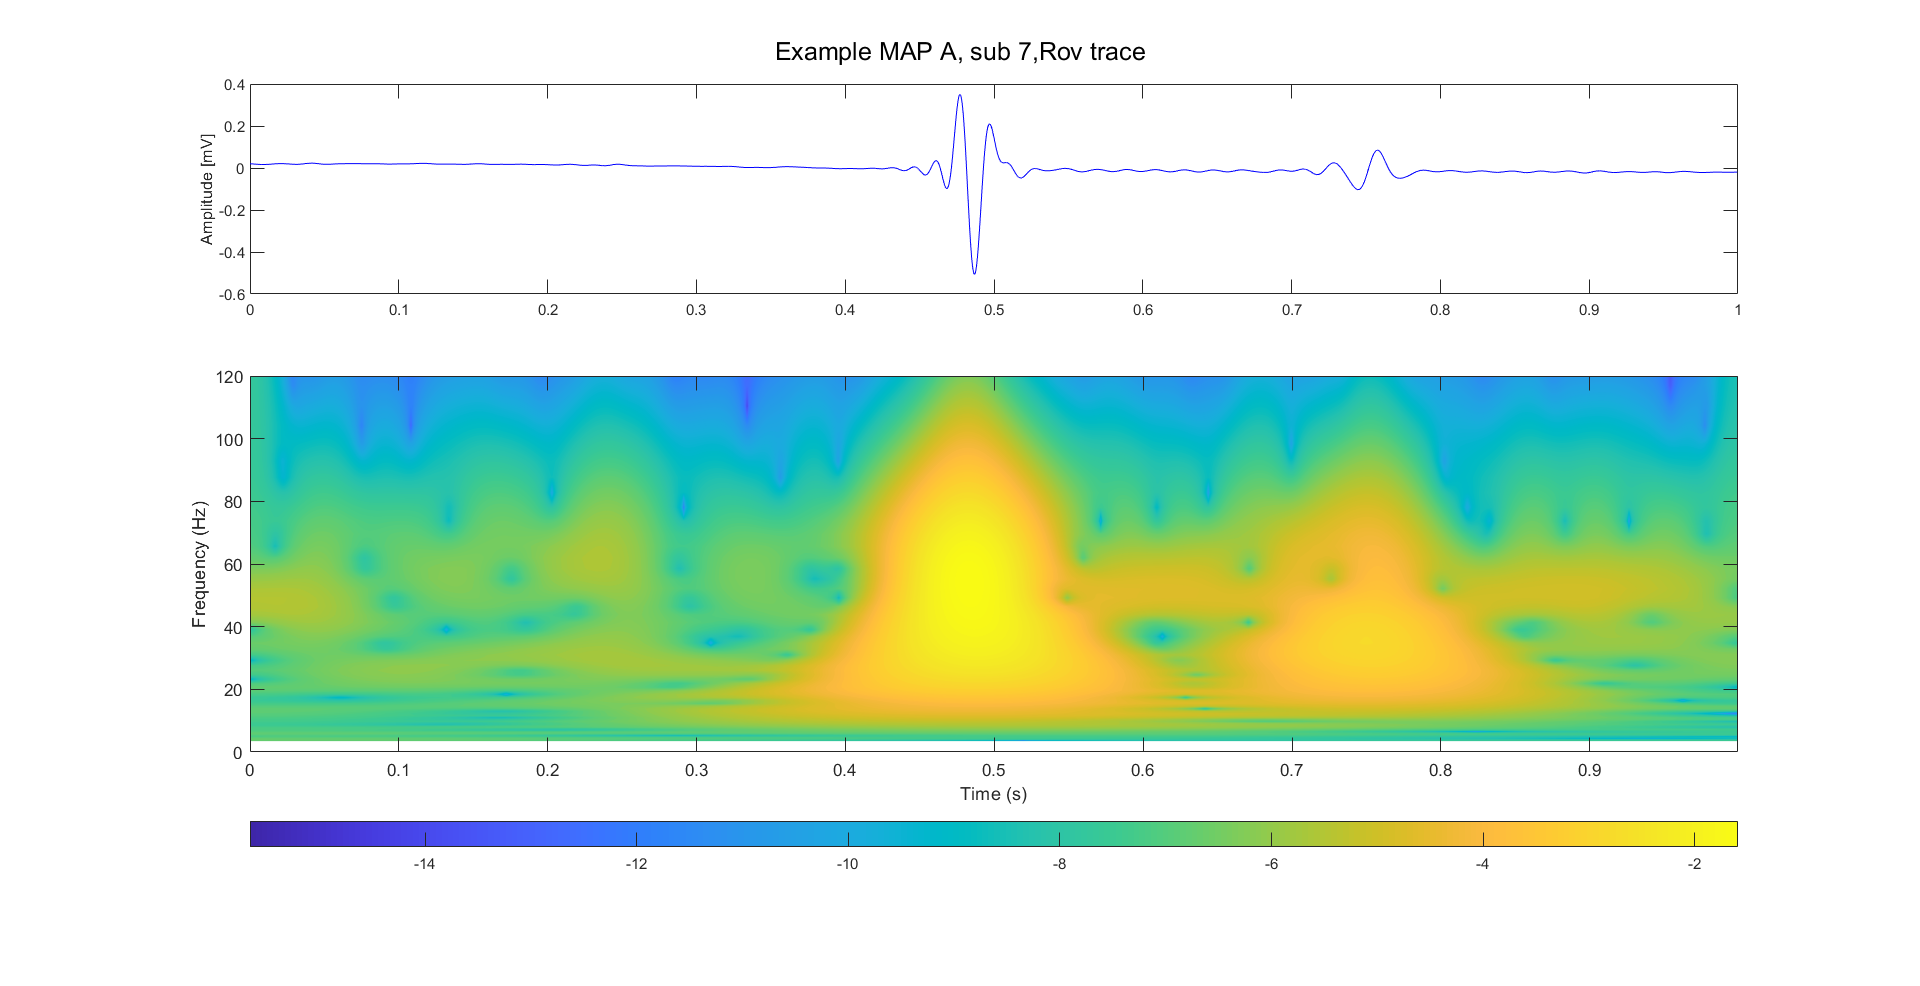 Example MAP A, sub 7,Rov trace
0.4
0.2
0
-0.2
-0.4
-0.6
Amplitude [mV]
0 0.1 0.2 0.3 0.4 0.5 0.6 0.7 0.8 0.9 1
120
100
80
60
40
20
0
Frequency (Hz)
0 0.1 0.2 0.3 0.4 0.5 0.6 0.7 0.8 0.9
Time (s)
-14 -12 -10 -8 -6 -4 -2